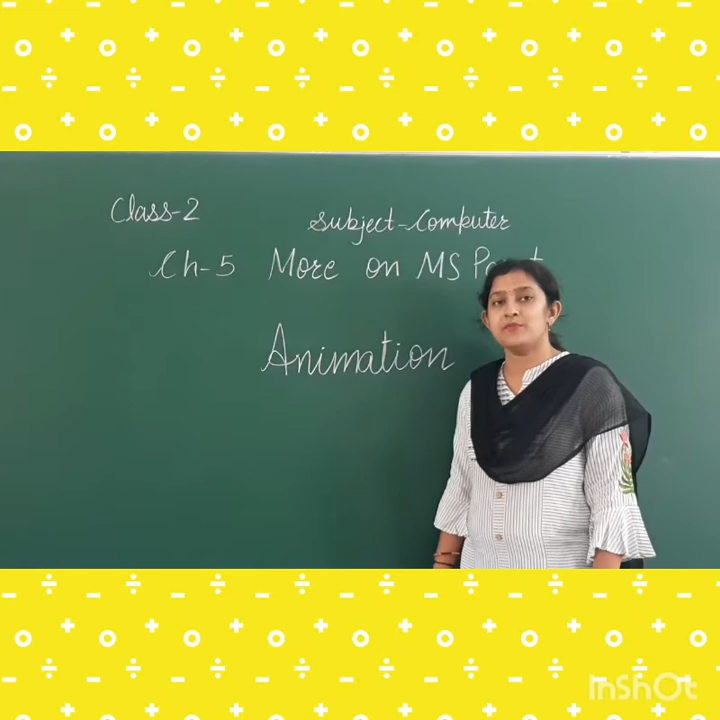 Class-2
Subject-Computer
Ch-5 More on MS
Animation
InShOt